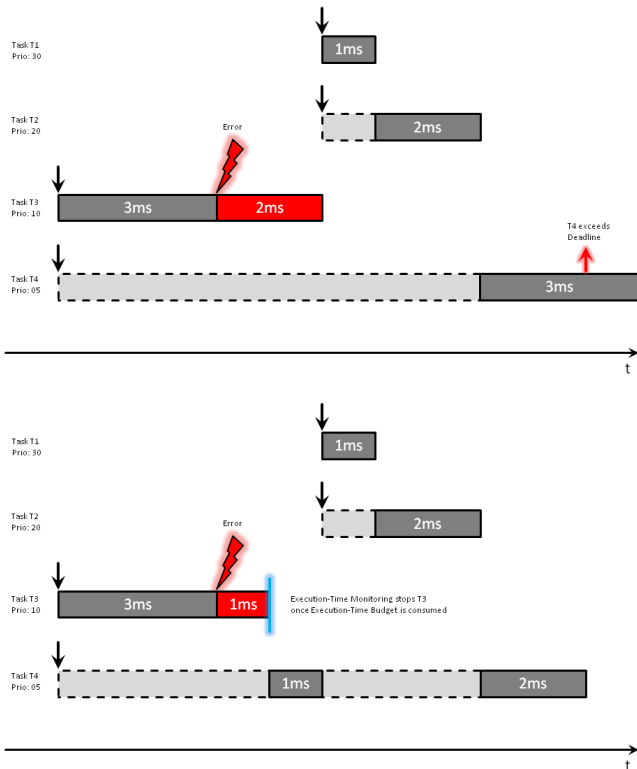 Task T1
Prio: 30
1ms
Task T2
Prio: 20
2ms
Error
Task T3
Prio: 10
3ms
2ms
T4 exceeds
Deadline
Task T4
Prio: 05
3ms
t
Task T1
Prio: 30
1ms
Task T2
Prio: 20
2ms
Error
Task T3
Prio: 10
3ms
1ms
Execution-Time Monitoring stops T3
once Execution-Time Budget is consumed
Task T4
Prio: 05
1ms
2ms
t